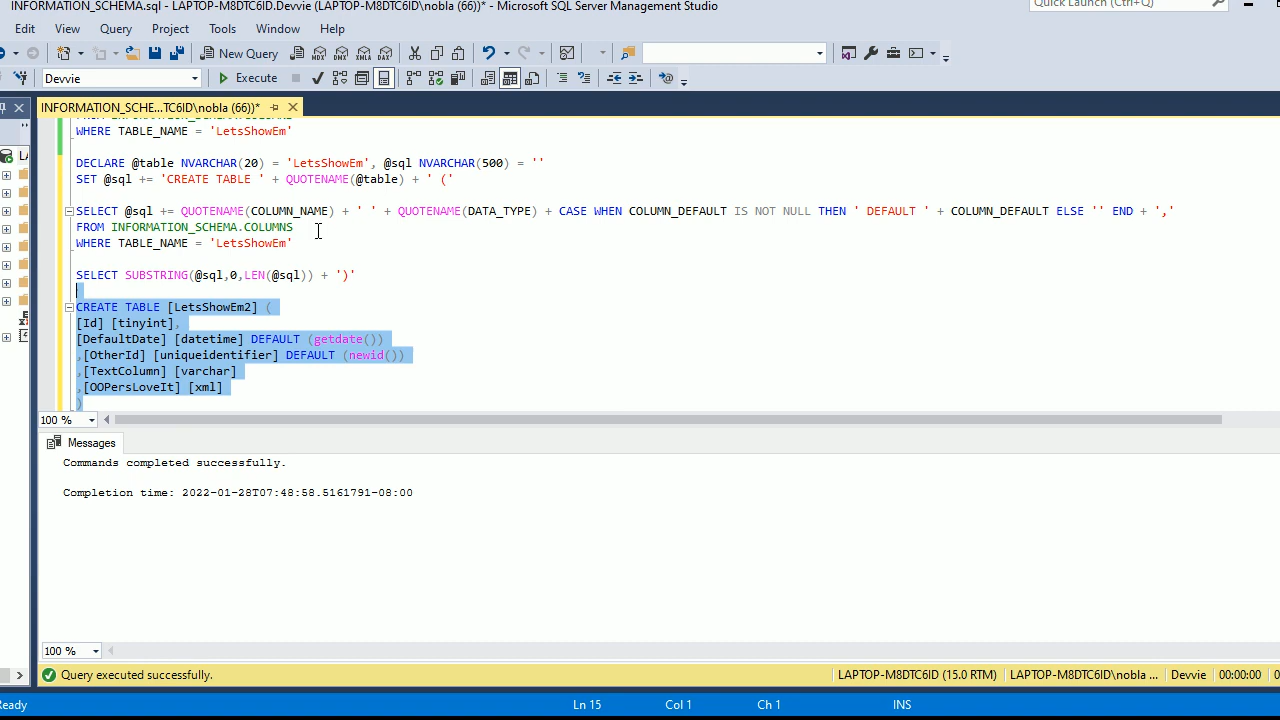 INFORMATION_SCHEMA.sql - LAPTOP-M8DTC6ID.Devvie (LAPTOP-M8DTC6ID\nobla (66))* - Microsoft SQL Server Management Studio
Quick Launch (Ctrl+Q)
Edit View Query Project Tools Window Help
New Query MDX DMX XMLA DAX
Devvie Execute
INFORMATION_SCHE...TC6ID\nobla (66))*
FROM INFORMATION_SCHEMA.COLUMNS
WHERE TABLE_NAME = 'LetsShowEm'
DECLARE @table NVARCHAR(20) = 'LetsShowEm', @sql NVARCHAR(500) = ''
SET @sql += 'CREATE TABLE ' + QUOTENAME(@table) + ' ('
SELECT @sql += QUOTENAME(COLUMN_NAME) + ' ' + QUOTENAME(DATA_TYPE) + CASE WHEN COLUMN_DEFAULT IS NOT NULL THEN ' DEFAULT ' + COLUMN_DEFAULT ELSE '' END + ','
FROM INFORMATION_SCHEMA.COLUMNS
WHERE TABLE_NAME = 'LetsShowEm'
SELECT SUBSTRING(@sql,0,LEN(@sql)) + ')'
CREATE TABLE [LetsShowEm2] (
[Id] [tinyint],
[DefaultDate] [datetime] DEFAULT (getdate())
,[OtherId] [uniqueidentifier] DEFAULT (newid())
,[TextColumn] [varchar]
,[OOPersLoveIt] [xml]
)
100 %
Messages
Commands completed successfully.
Completion time: 2022-01-28T07:48:58.5161791-08:00
100 %
Query executed successfully. LAPTOP-M8DTC6ID (15.0 RTM) LAPTOP-M8DTC6ID\nobla ... Devvie 00:00:00
Ready Ln 15 Col 1 Ch 1 INS